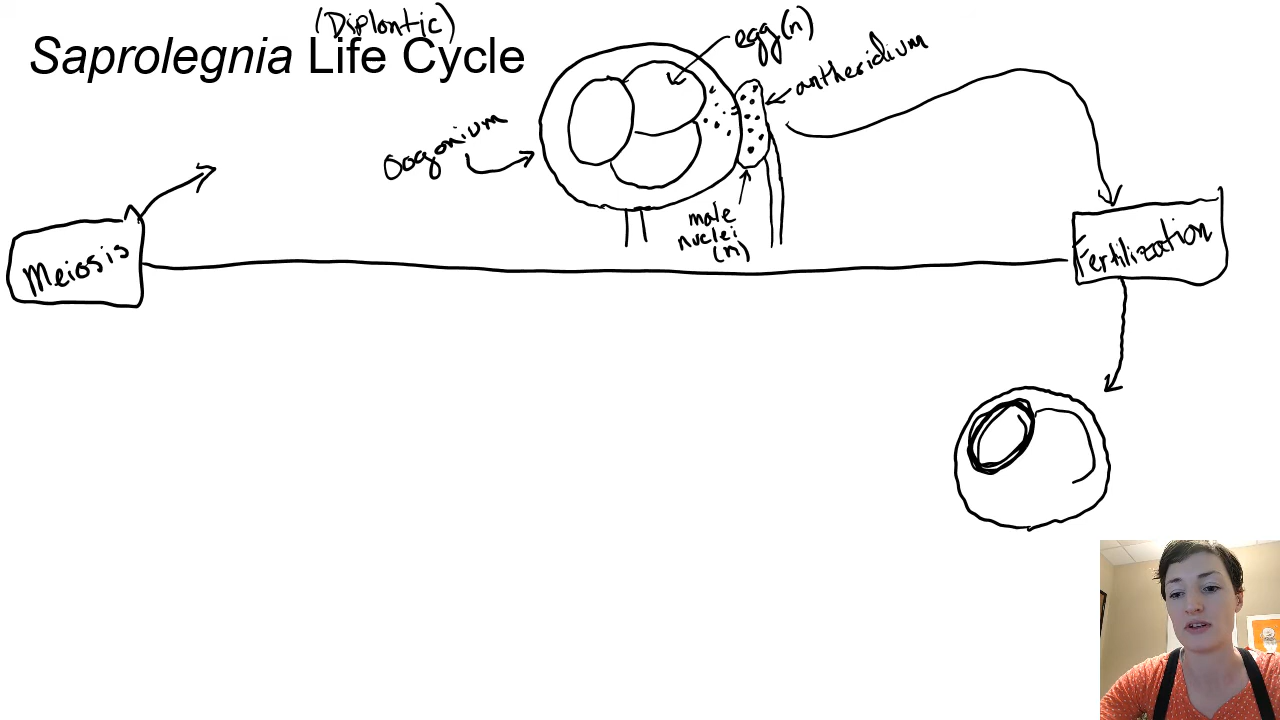 (Diplontic)
Saprolegnia Life Cycle
egg (n)
antheridium
Oogonium
male
nuclei
(n)
Meiosis
Fertilization